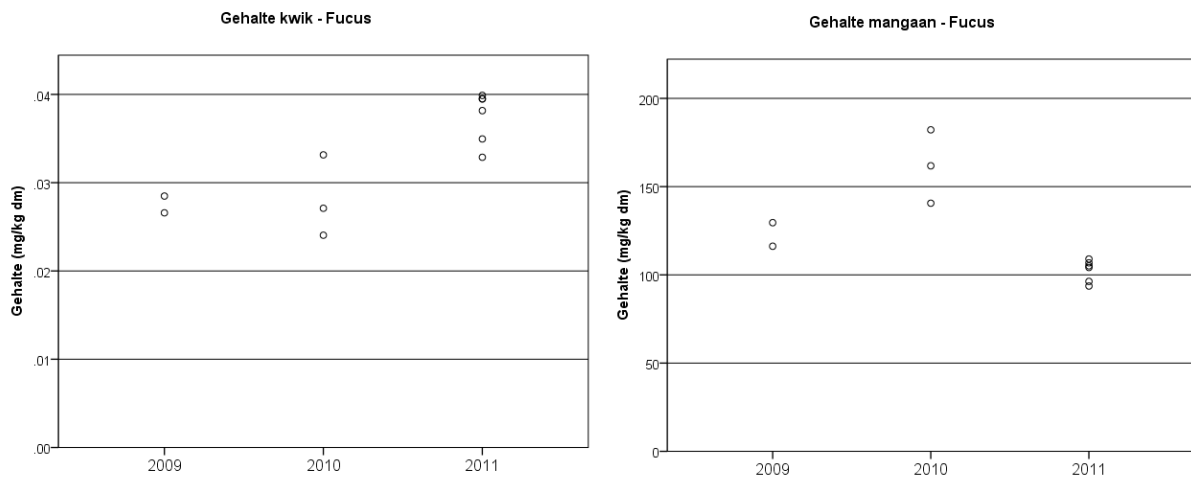 Gehalte kwik - Fucus
Gehalte (mg/kg dm)
.04
.03
.02
.01
.00
2009 2010 2011
Gehalte mangaan - Fucus
Gehalte (mg/kg dm)
200
150
100
50
0
2009 2010 2011